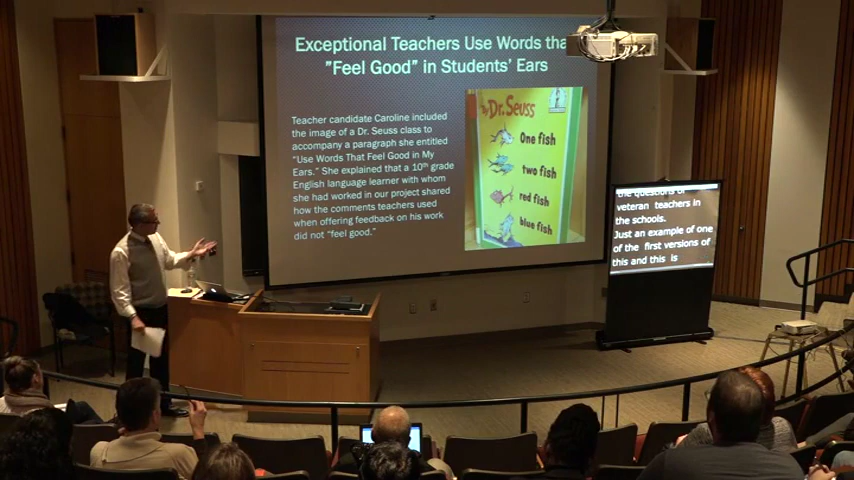 Exceptional Teachers Use Words tha
"Feel Good" in Students' Ears
Teacher candidate Caroline included
the image of a Dr. Seuss class to
accompany a paragraph she entitled
"Use Words That Feel Good in My
Ears." She explained that a 10th grade
English language learner with whom
she had worked in our project shared
how the comments teachers used
when offering feedback on his work
did not "feel good."
By Dr. Seuss
One fish
two fish
red fish
blue fish
the questions of
veteran teachers in
the schools.
Just an example of one
of the first versions of
this and this is